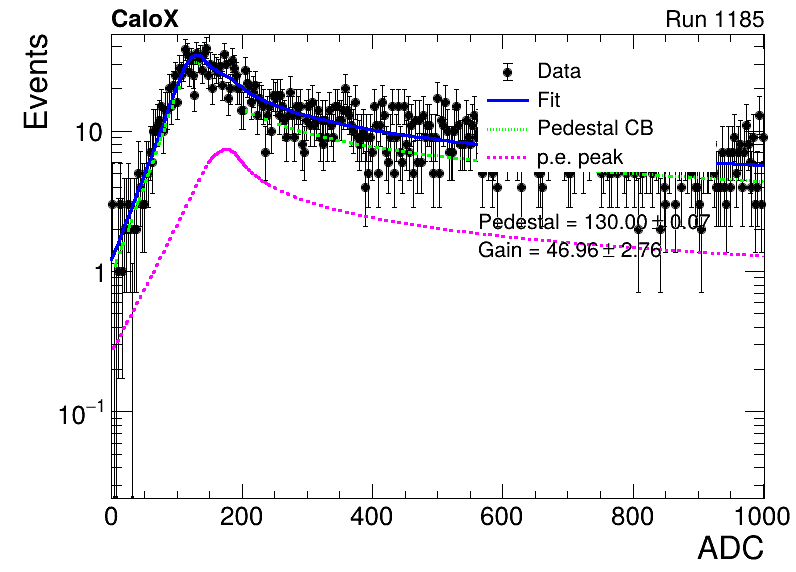 CaloX Run 1185
Events
Data
Fit
Pedestal CB
p.e. peak
Pedestal = 130.00 ± 0.07
Gain = 46.96 ± 2.76
10
1
10⁻¹
0 200 400 600 800 1000
ADC